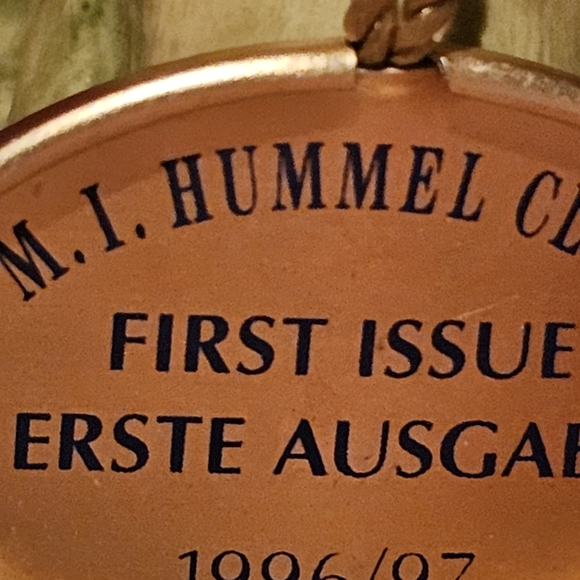 M. I. HUMMEL CL
FIRST ISSUE
ERSTE AUSGAB
1996/97